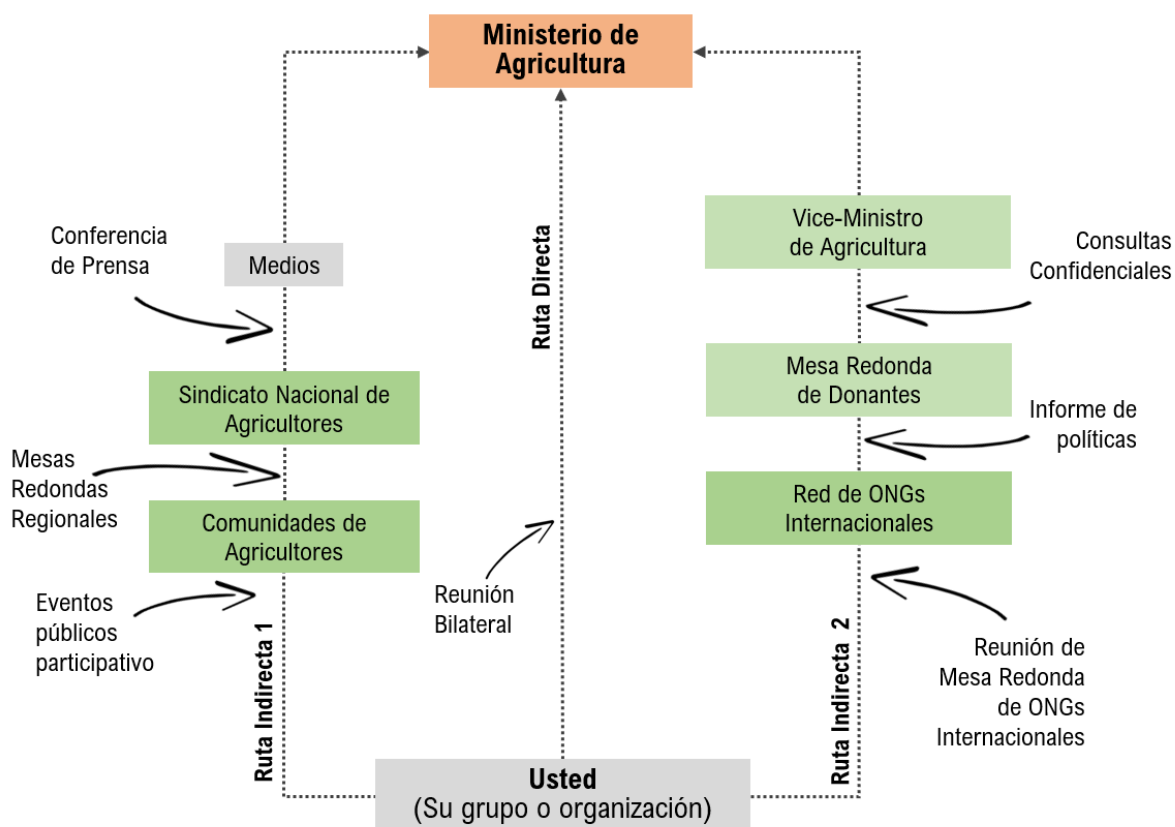 Ministerio de
Agricultura
Conferencia
de Prensa
Medios
Ruta Directa
Vice-Ministro
de Agricultura
Consultas
Confidenciales
Sindicato Nacional de
Agricultores
Mesa Redonda
de Donantes
Informe de
políticas
Mesas
Redondas
Regionales
Comunidades de
Agricultores
Red de ONGs
Internacionales
Eventos
públicos
participativo
Reunión
Bilateral
Reunión de
Mesa Redonda
de ONGs
Internacionales
Ruta Indirecta 1
Ruta Indirecta 2
Usted
(Su grupo o organización)